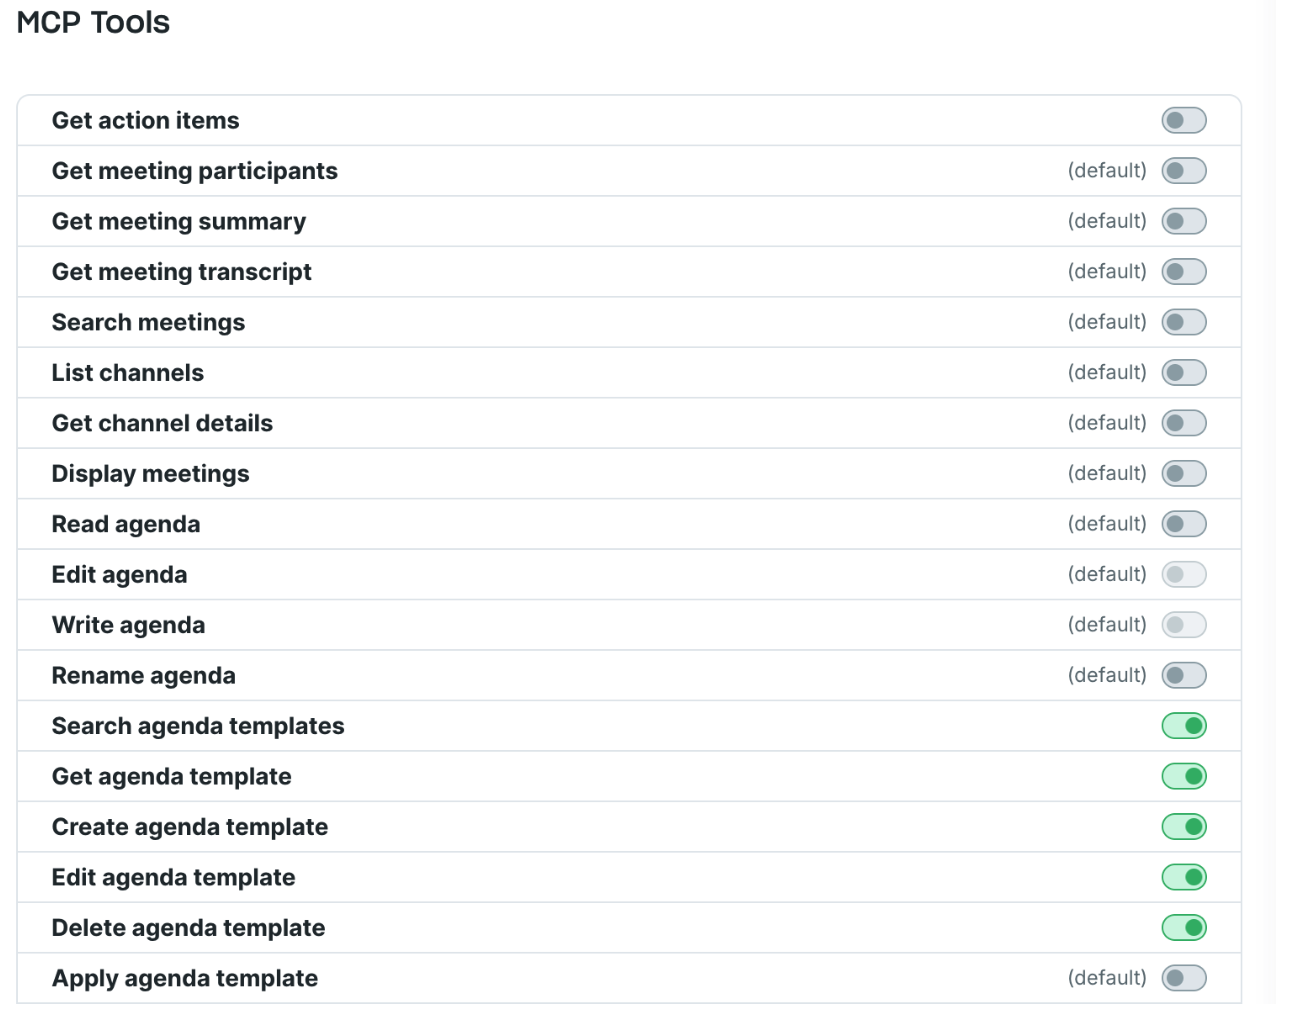 MCP Tools
Get action items
Get meeting participants (default)
Get meeting summary (default)
Get meeting transcript (default)
Search meetings (default)
List channels (default)
Get channel details (default)
Display meetings (default)
Read agenda (default)
Edit agenda (default)
Write agenda (default)
Rename agenda (default)
Search agenda templates
Get agenda template
Create agenda template
Edit agenda template
Delete agenda template
Apply agenda template (default)